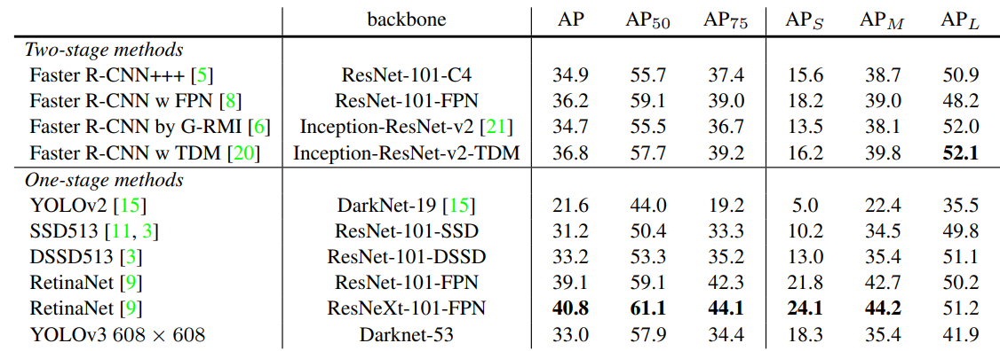 backbone AP AP50 AP75 APS APM APL
Two-stage methods
Faster R-CNN+++ [5] ResNet-101-C4 34.9 55.7 37.4 15.6 38.7 50.9
Faster R-CNN w FPN [8] ResNet-101-FPN 36.2 59.1 39.0 18.2 39.0 48.2
Faster R-CNN by G-RMI [6] Inception-ResNet-v2 [21] 34.7 55.5 36.7 13.5 38.1 52.0
Faster R-CNN w TDM [20] Inception-ResNet-v2-TDM 36.8 57.7 39.2 16.2 39.8 52.1
One-stage methods
YOLOv2 [15] DarkNet-19 [15] 21.6 44.0 19.2 5.0 22.4 35.5
SSD513 [11, 3] ResNet-101-SSD 31.2 50.4 33.3 10.2 34.5 49.8
DSSD513 [3] ResNet-101-DSSD 33.2 53.3 35.2 13.0 35.4 51.1
RetinaNet [9] ResNet-101-FPN 39.1 59.1 42.3 21.8 42.7 50.2
RetinaNet [9] ResNeXt-101-FPN 40.8 61.1 44.1 24.1 44.2 51.2
YOLOv3 608 × 608 Darknet-53 33.0 57.9 34.4 18.3 35.4 41.9